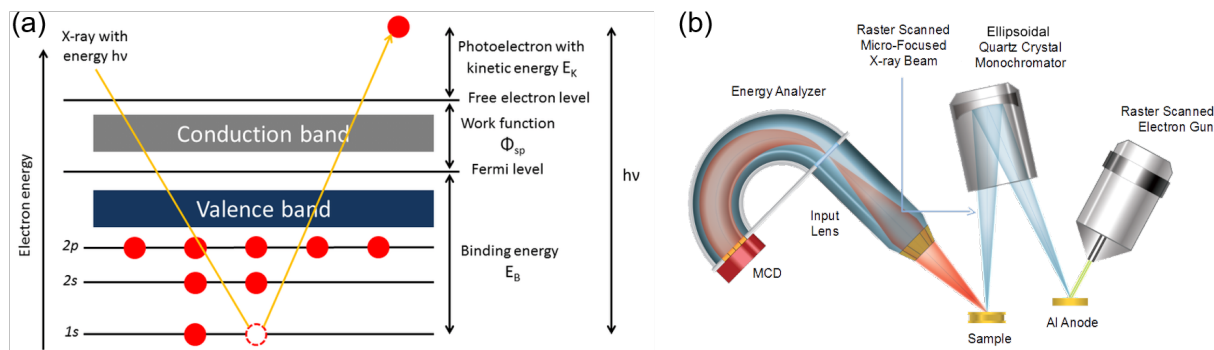 (a)
X-ray with
energy hν
Photoelectron with
kinetic energy E_K
Free electron level
Conduction band
Work function
Φ_sp
Fermi level
hν
Electron energy
Valence band
2p
Binding energy
E_B
2s
1s
(b)
Raster Scanned
Micro-Focused
X-ray Beam
Ellipsoidal
Quartz Crystal
Monochromator
Energy Analyzer
Raster Scanned
Electron Gun
Input
Lens
MCD
Sample
Al Anode